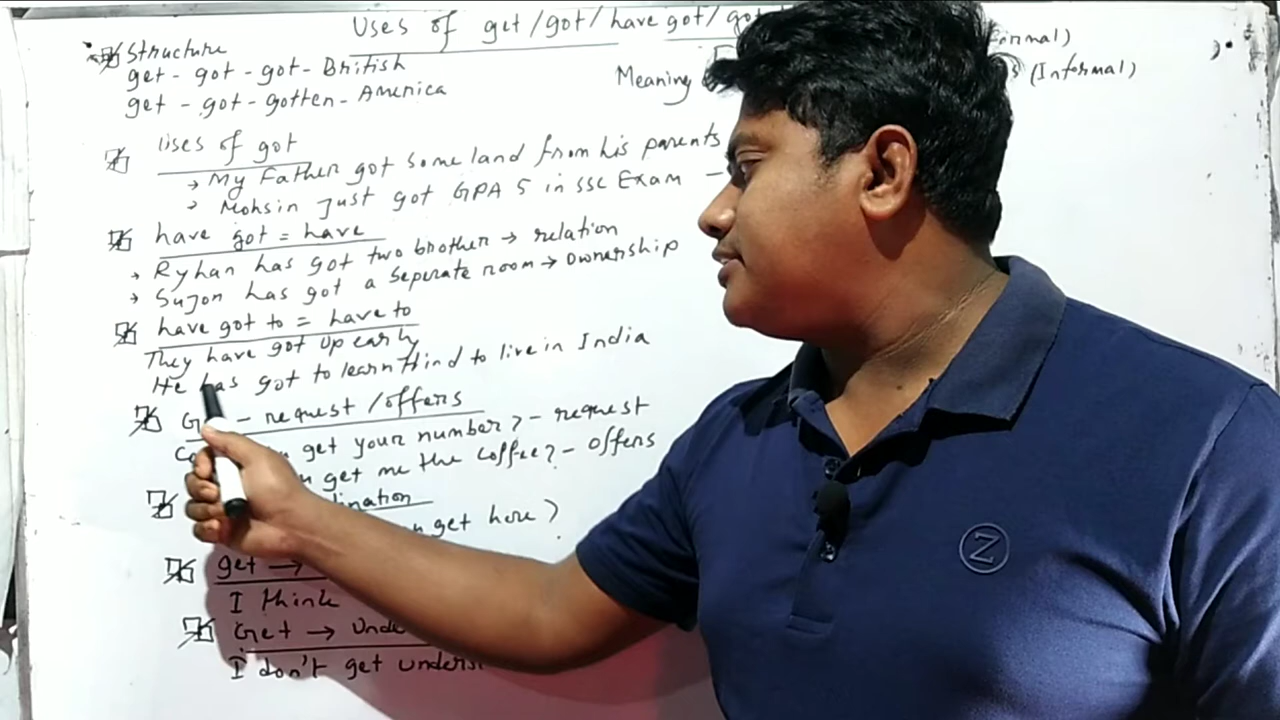 Uses of get/got/have got/
Structure
get - got - got - British
get - got - gotten - America
Meaning
(Informal)
Uses of got
→ My Father got some land from his parents
→ Mohsin Just got GPA 5 in SSC Exam -
have got = have
→ Ryhan has got two brother → relation
→ Sujon has got a Seperate room → ownership
have got to = have to
They have got up early
He has got to learn Hind to live in India
- request /offers
get your number? - request
get me the coffee? - offers
get here?
get →
I think
Get →
I don't get
Z